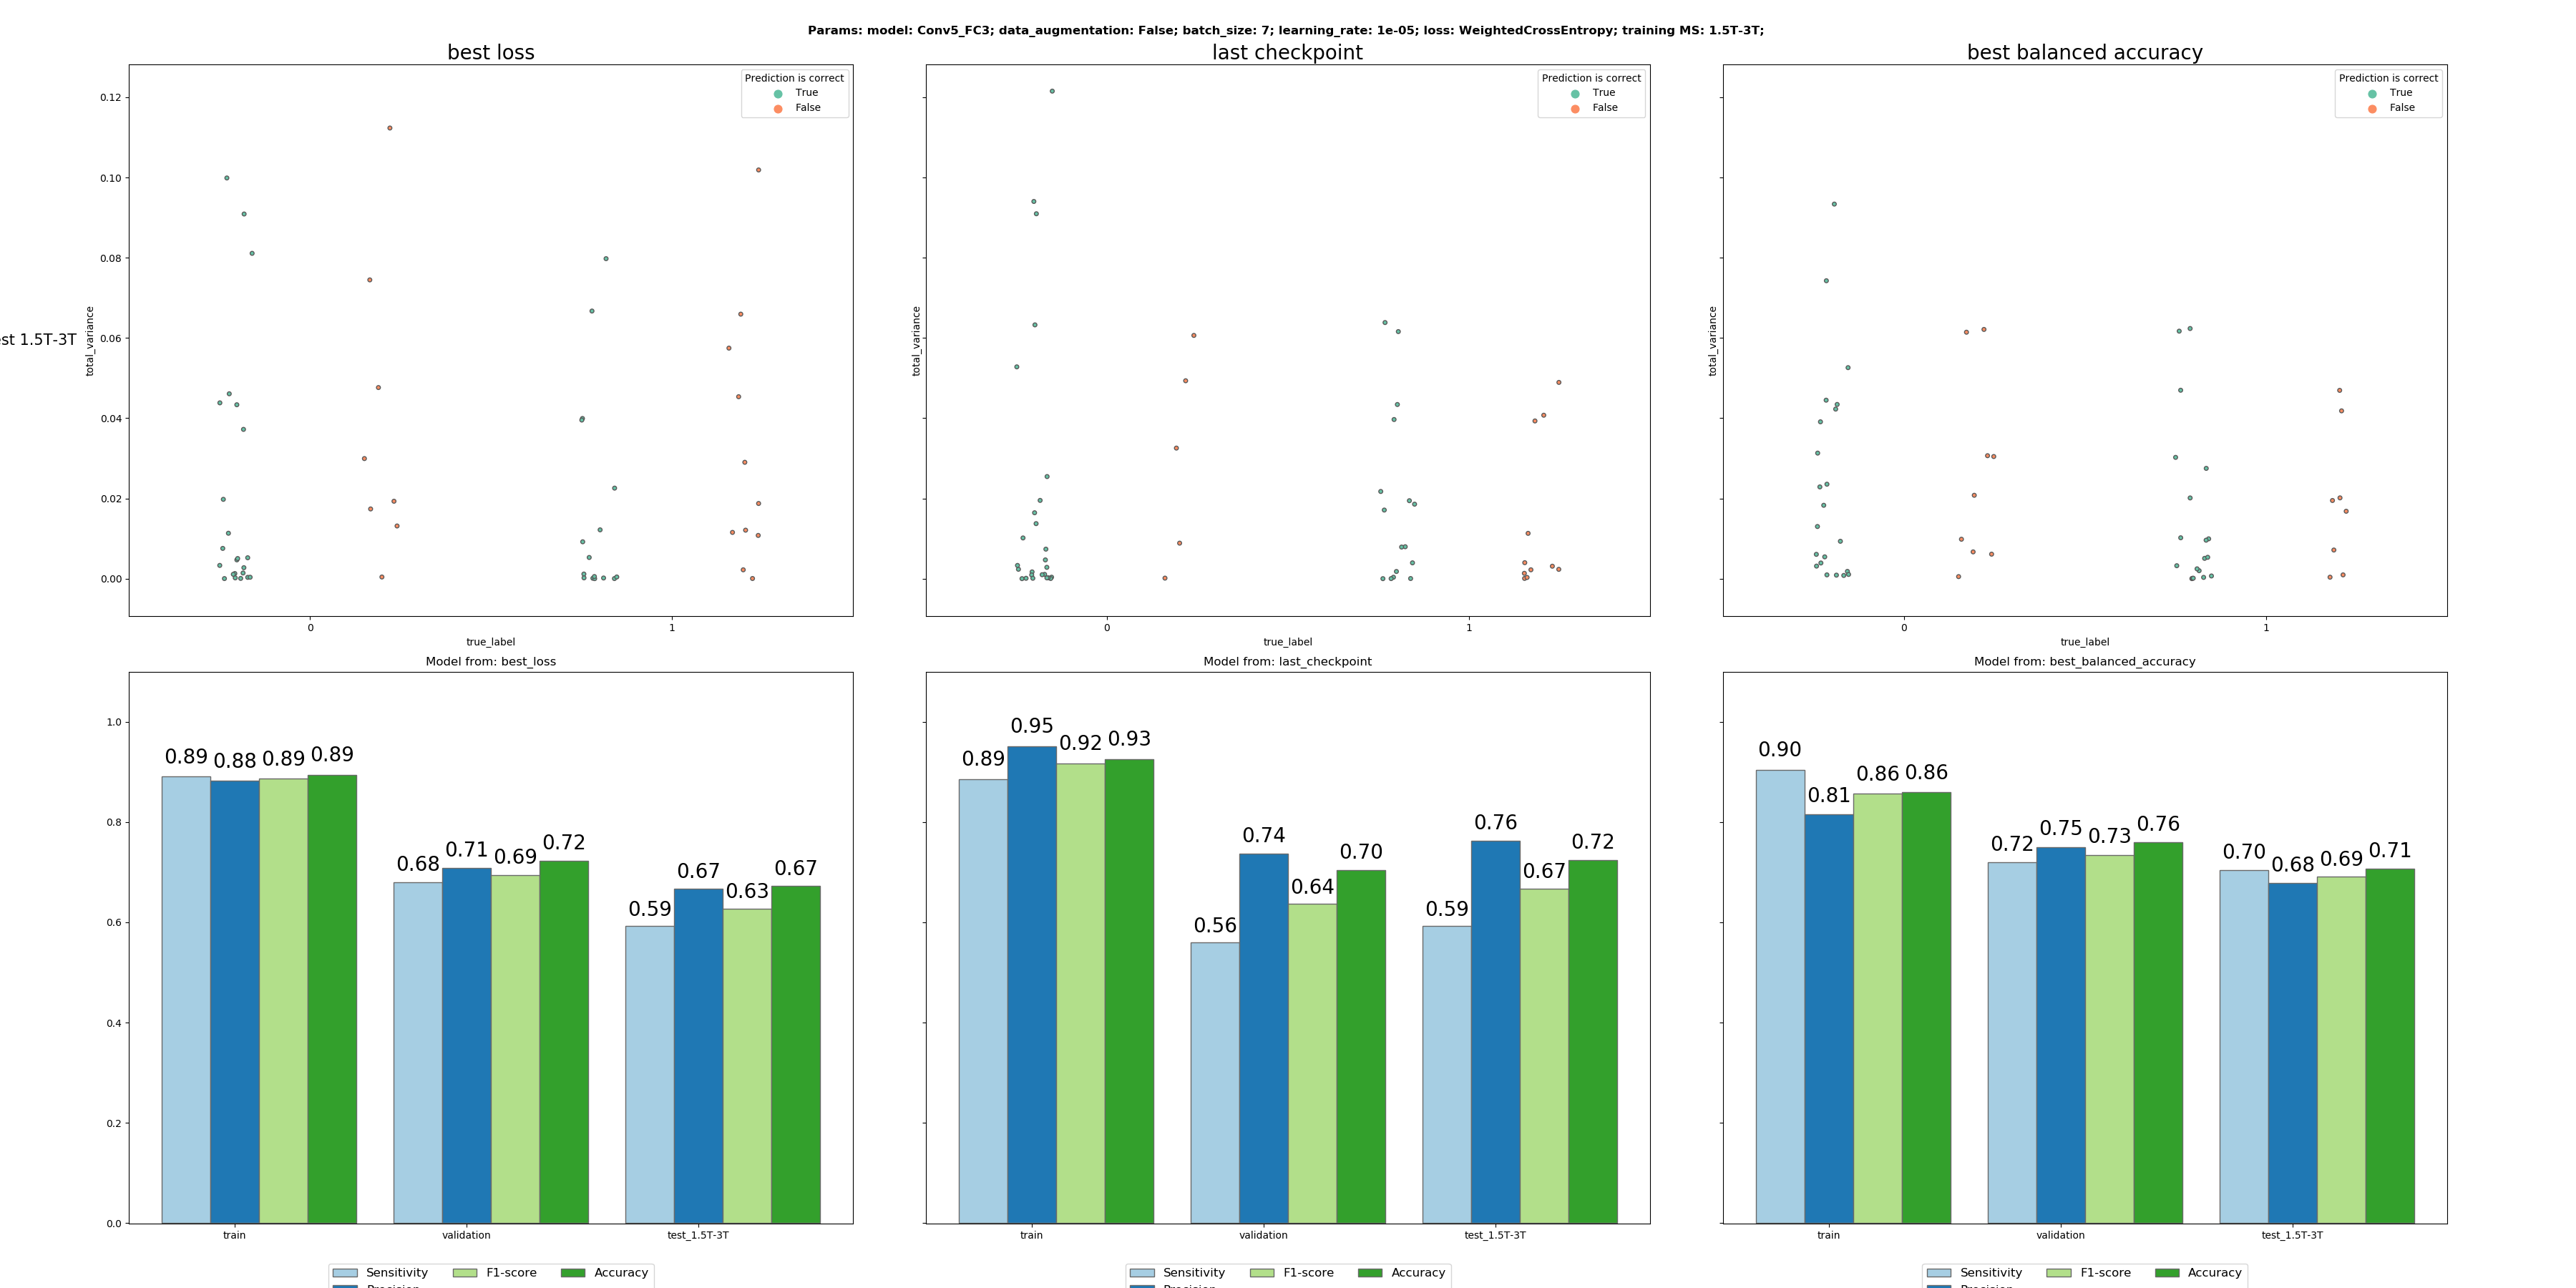 Params: model: Conv5_FC3; data_augmentation: False; batch_size: 7; learning_rate: 1e-05; loss: WeightedCrossEntropy; training MS: 1.5T-3T;
best loss
last checkpoint
best balanced accuracy
Prediction is correct
True
False
Prediction is correct
True
False
Prediction is correct
True
False
0.12
0.10
0.08
0.06
0.04
0.02
0.00
est 1.5T-3T
total_variance
total_variance
total_variance
0 1
0 1
0 1
true_label
true_label
true_label
Model from: best_loss
Model from: last_checkpoint
Model from: best_balanced_accuracy
1.0
0.8
0.6
0.4
0.2
0.0
0.89 0.88 0.89 0.89
0.68 0.71 0.69 0.72
0.59 0.67 0.63 0.67
0.89 0.95 0.92 0.93
0.56 0.74 0.64 0.70
0.59 0.76 0.67 0.72
0.90 0.81 0.86 0.86
0.72 0.75 0.73 0.76
0.70 0.68 0.69 0.71
train validation test_1.5T-3T
train validation test_1.5T-3T
train validation test_1.5T-3T
Sensitivity F1-score Accuracy
Precision
Sensitivity F1-score Accuracy
Precision
Sensitivity F1-score Accuracy
Precision